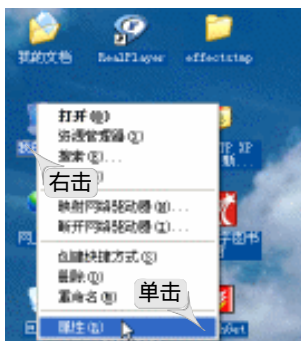 我的文档
RealPlayer
effectstmp
打开(O)
资源管理器(X)
搜索(E)...
右击
映射网络驱动器(N)...
断开网络驱动器(I)...
创建快捷方式(S)
删除(D)
重命名(M)
单击
属性(R)